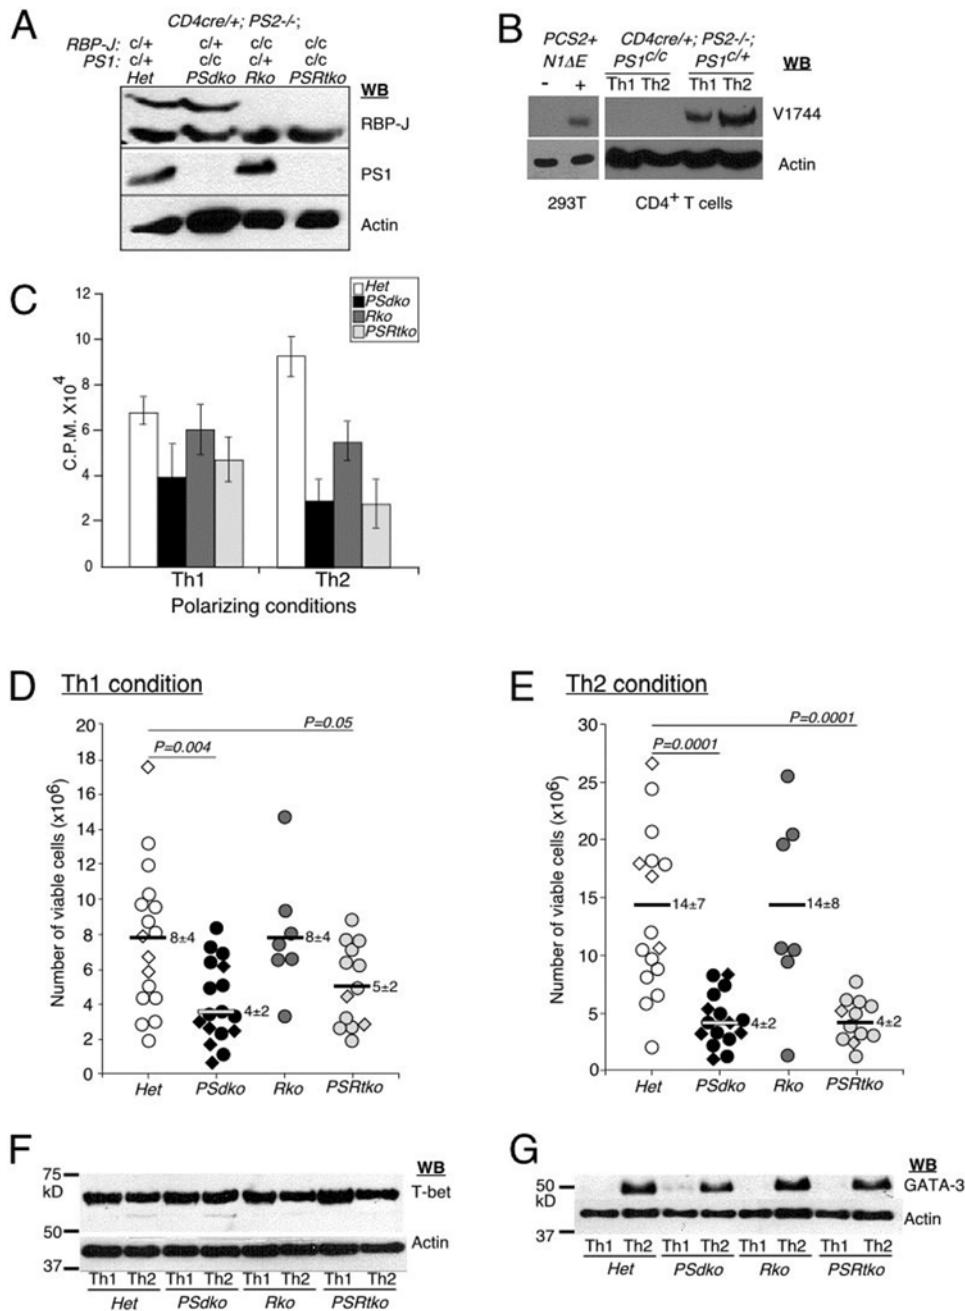 A
CD4cre/+; PS2-/-;
RBP-J: c/+ c/+ c/c c/c
PS1: c/+ c/c c/+ c/c
Het PSdko Rko PSRtko
WB
RBP-J
PS1
Actin
B
PCS2+ CD4cre/+; PS2-/-;
N1ΔE PS1c/c PS1c/+
WB
- + Th1 Th2 Th1 Th2
V1744
Actin
293T CD4+ T cells
C
Het
PSdko
Rko
PSRtko
C.P.M. X10^4
12
10
8
6
4
2
0
Th1 Th2
Polarizing conditions
D Th1 condition
P=0.05
P=0.004
Number of viable cells (x10^6)
20
18
16
14
12
10
8
6
4
2
0
8±4
4±2
8±4
5±2
Het PSdko Rko PSRtko
E Th2 condition
P=0.0001
P=0.0001
Number of viable cells (x10^6)
30
25
20
15
10
5
0
14±7
4±2
14±8
4±2
Het PSdko Rko PSRtko
F
WB
75
kD
T-bet
50
Actin
37
Th1 Th2 Th1 Th2 Th1 Th2 Th1 Th2
Het PSdko Rko PSRtko
G
WB
50
kD
GATA-3
Actin
37
Th1 Th2 Th1 Th2 Th1 Th2 Th1 Th2
Het PSdko Rko PSRtko